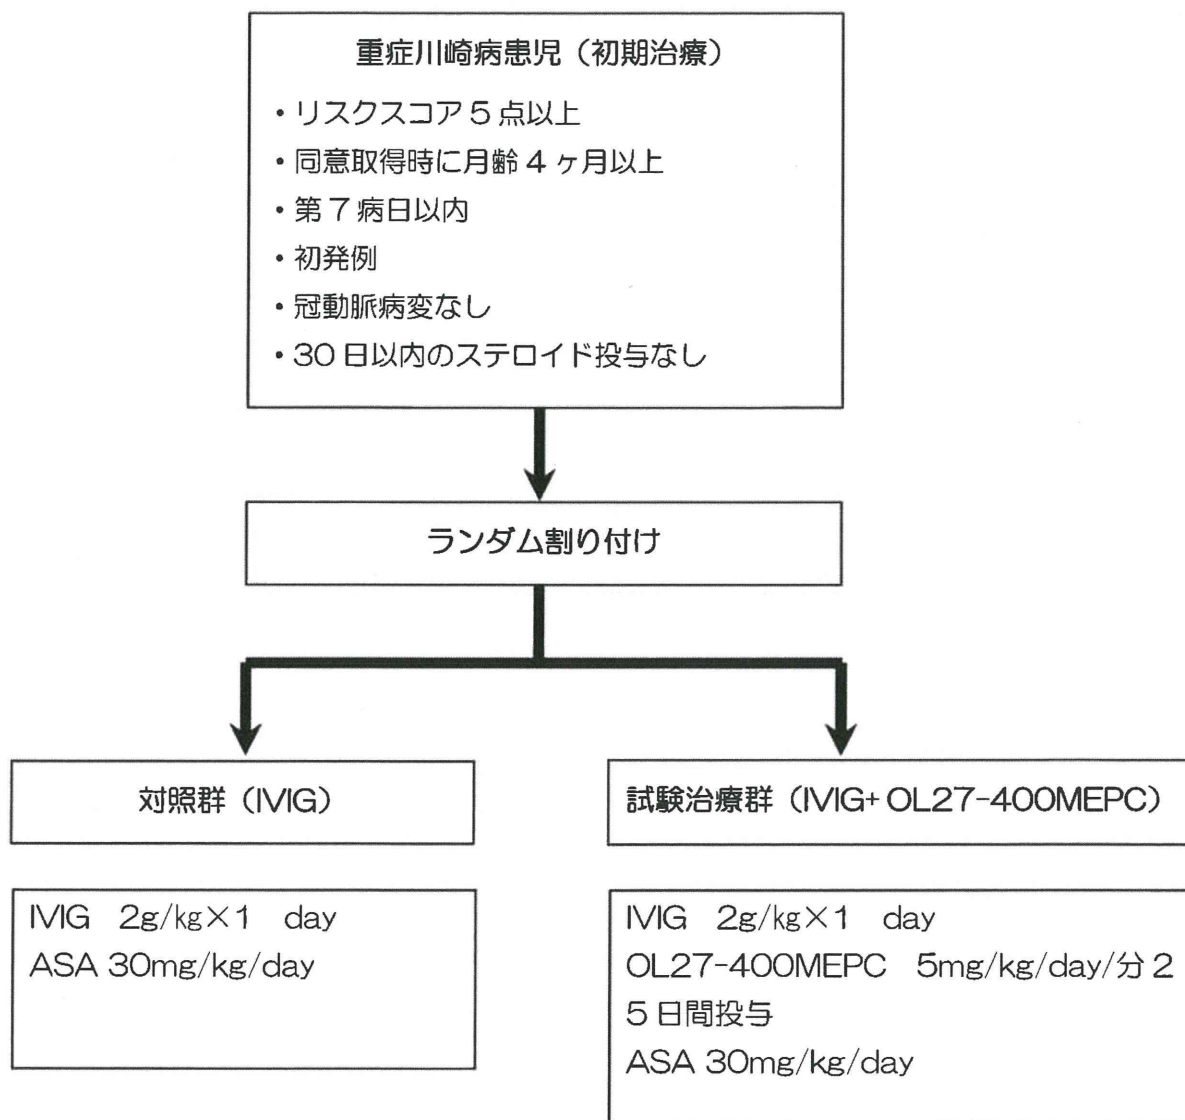 重症川崎病患児（初期治療）
・リスクスコア５点以上
・同意取得時に月齢４ヶ月以上
・第７病日以内
・初発例
・冠動脈病変なし
・30日以内のステロイド投与なし
ランダム割り付け
対照群（IVIG）
IVIG 2g/kg×1 day
ASA 30mg/kg/day
試験治療群（IVIG+ OL27-400MEPC）
IVIG 2g/kg×1 day
OL27-400MEPC 5mg/kg/day/分２
５日間投与
ASA 30mg/kg/day